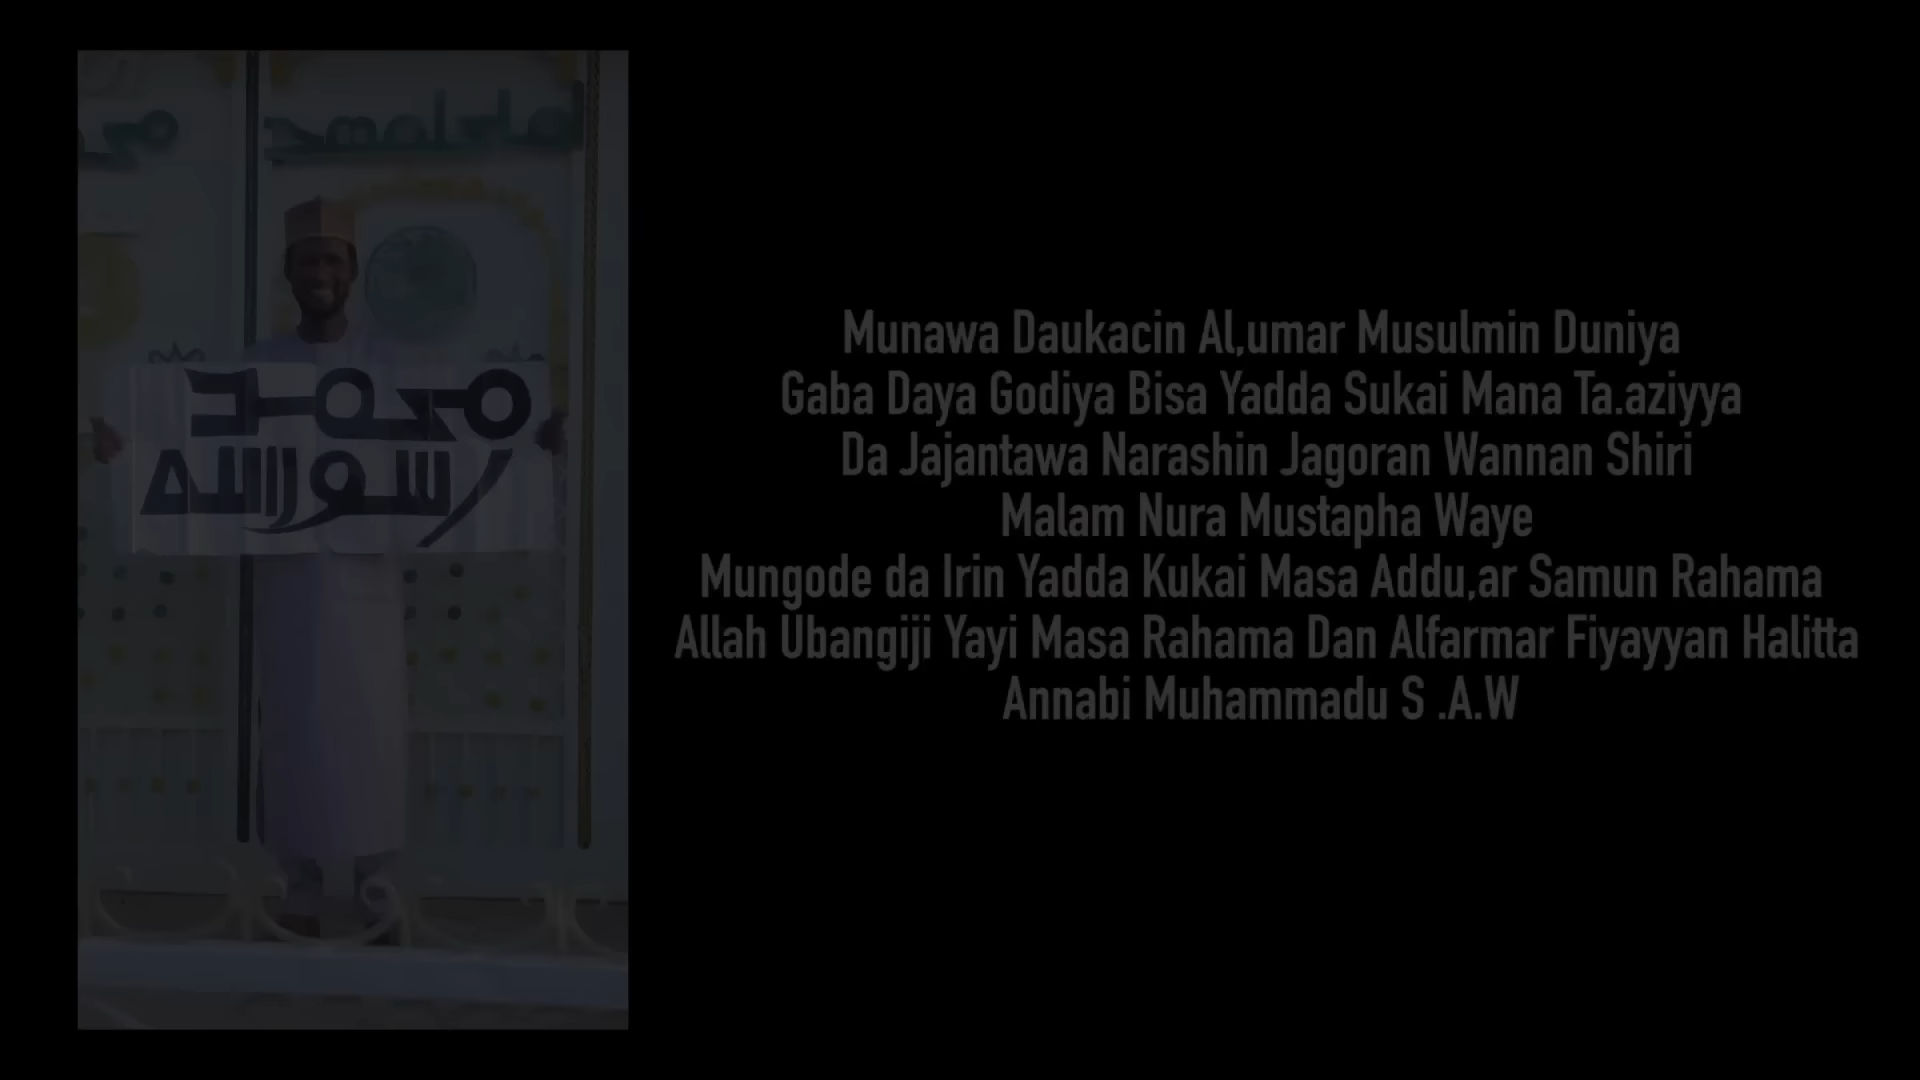 محمد
رسول الله
Munawa Daukacin Al,umar Musulmin Duniya
Gaba Daya Godiya Bisa Yadda Sukai Mana Ta.aziyya
Da Jajantawa Narashin Jagoran Wannan Shiri
Malam Nura Mustapha Waye
Mungode da Irin Yadda Kukai Masa Addu,ar Samun Rahama
Allah Ubangiji Yayi Masa Rahama Dan Alfarmar Fiyayyan Halitta
Annabi Muhammadu S .A.W